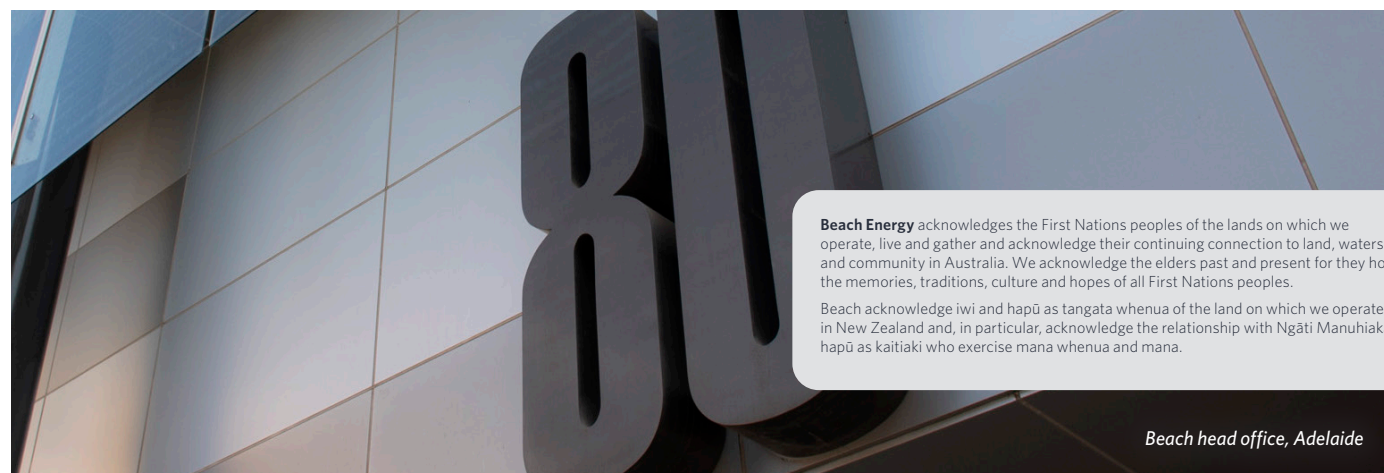 80
Beach Energy acknowledges the First Nations peoples of the lands on which we
operate, live and gather and acknowledge their continuing connection to land, waters
and community in Australia. We acknowledge the elders past and present for they
the memories, traditions, culture and hopes of all First Nations peoples.
Beach acknowledge iwi and hapū as tangata whenua of the land on which we operate
in New Zealand and, in particular, acknowledge the relationship with Ngāti
hapū as kaitiaki who exercise mana whenua and mana.
Beach head office, Adelaide